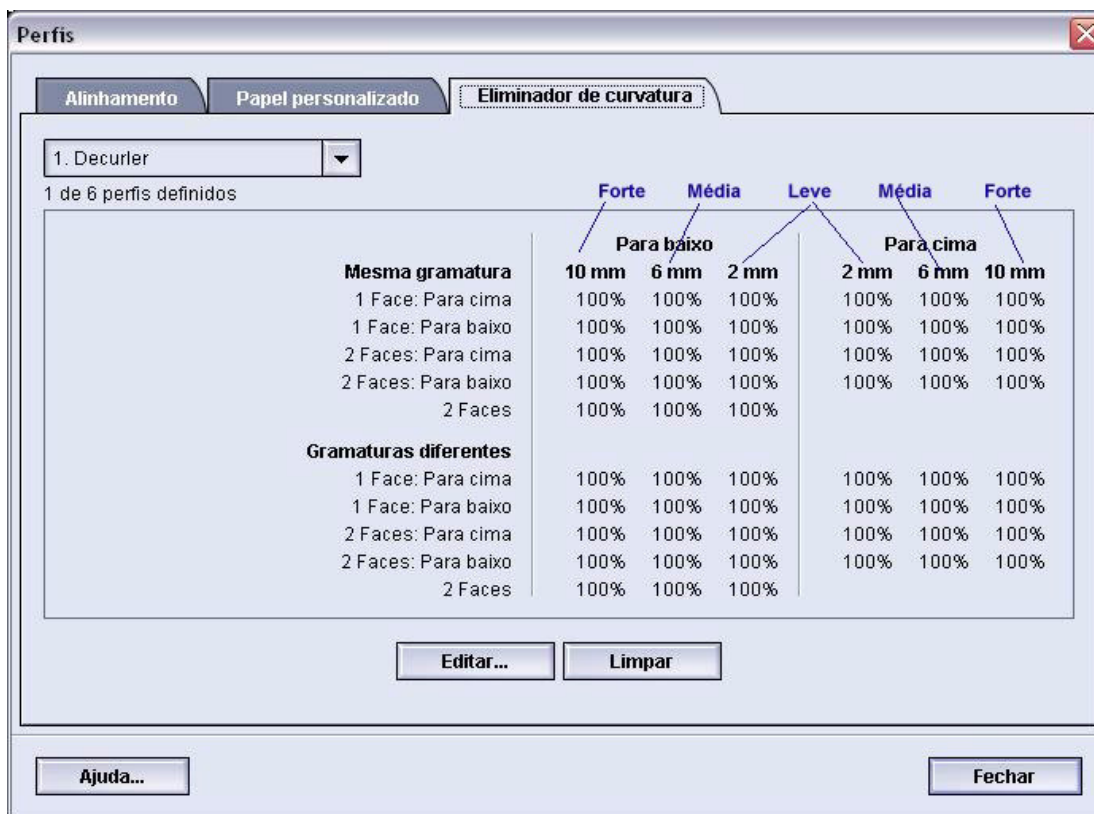 Perfis
Alinhamento Papel personalizado Eliminador de curvatura
1. Decurler
1 de 6 perfis definidos
Forte Média Leve Média Forte
Para baixo Para cima
Mesma gramatura 10 mm 6 mm 2 mm 2 mm 6 mm 10 mm
1 Face: Para cima 100% 100% 100% 100% 100% 100%
1 Face: Para baixo 100% 100% 100% 100% 100% 100%
2 Faces: Para cima 100% 100% 100% 100% 100% 100%
2 Faces: Para baixo 100% 100% 100% 100% 100% 100%
2 Faces 100% 100% 100%
Gramaturas diferentes
1 Face: Para cima 100% 100% 100% 100% 100% 100%
1 Face: Para baixo 100% 100% 100% 100% 100% 100%
2 Faces: Para cima 100% 100% 100% 100% 100% 100%
2 Faces: Para baixo 100% 100% 100% 100% 100% 100%
2 Faces 100% 100% 100%
Editar... Limpar
Ajuda... Fechar